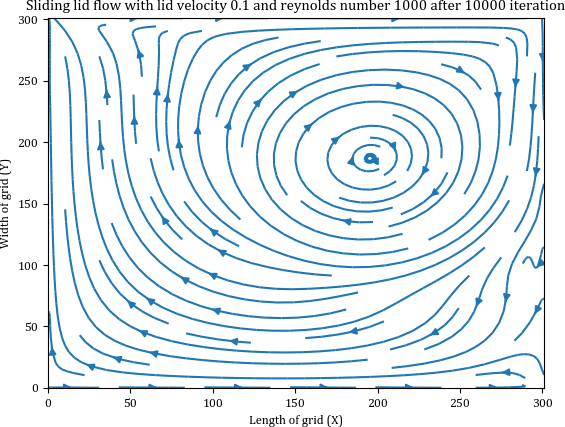 Sliding lid flow with lid velocity 0.1 and reynolds number 1000 after 10000 iteration
300
250
200
150
100
50
0
Width of grid (Y)
0 50 100 150 200 250 300
Length of grid (X)